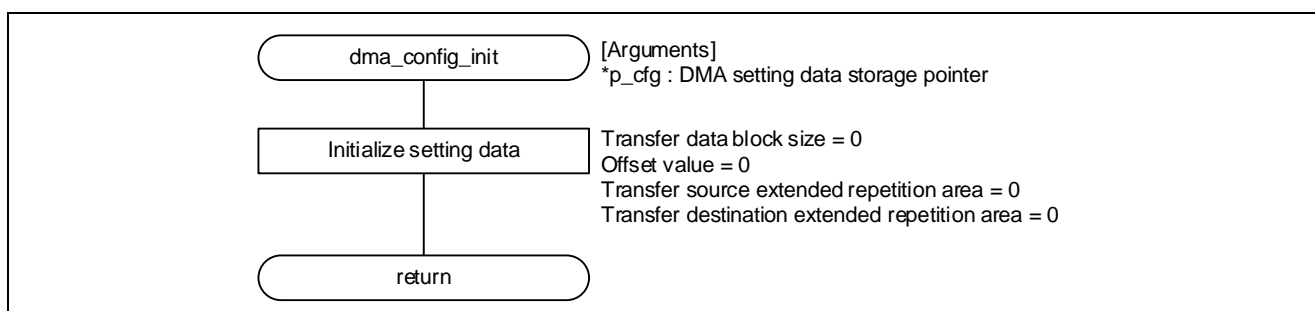 dma_config_init
[Arguments]
*p_cfg : DMA setting data storage pointer
Initialize setting data
Transfer data block size = 0
Offset value = 0
Transfer source extended repetition area = 0
Transfer destination extended repetition area = 0
return